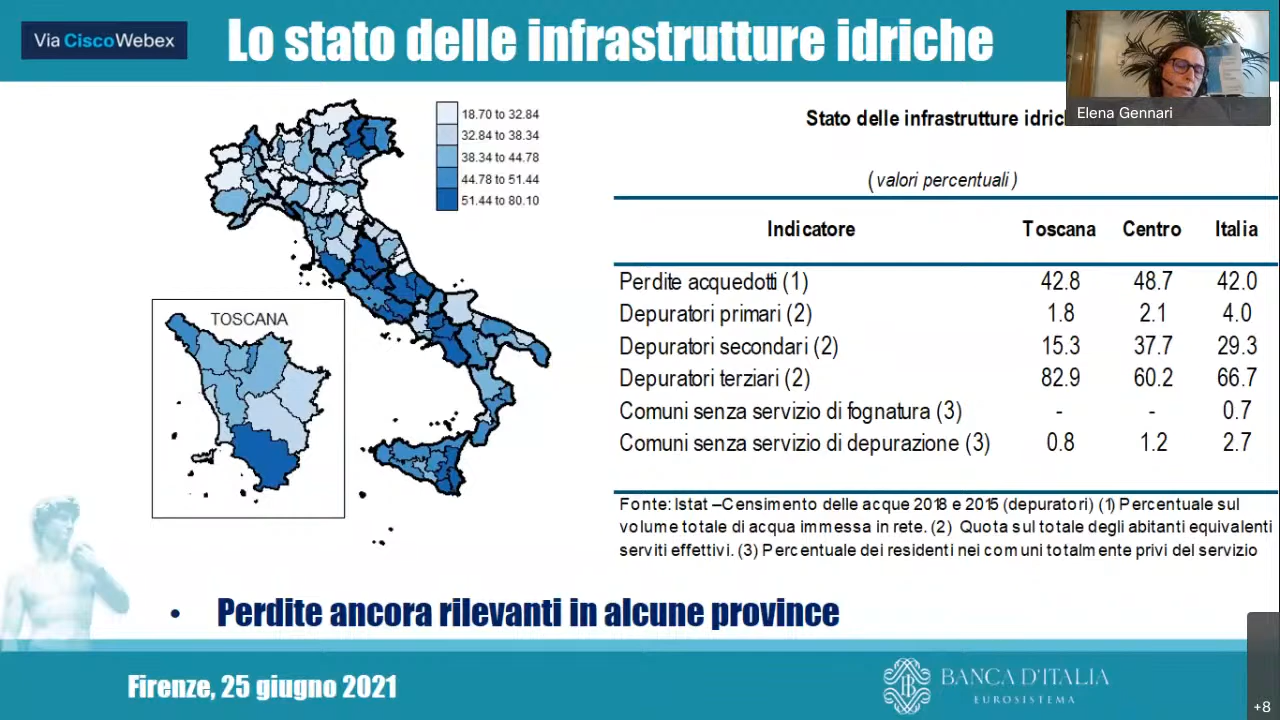 Via Cisco Webex
Lo stato delle infrastrutture idriche
Elena Gennari
18.70 to 32.84
32.84 to 38.34
38.34 to 44.78
44.78 to 51.44
51.44 to 80.10
TOSCANA
Stato delle infrastrutture
(valori percentuali)
Indicatore Toscana Centro Italia
Perdite acquedotti (1) 42.8 48.7 42.0
Depuratori primari (2) 1.8 2.1 4.0
Depuratori secondari (2) 15.3 37.7 29.3
Depuratori terziari (2) 82.9 60.2 66.7
Comuni senza servizio di fognatura (3) - - 0.7
Comuni senza servizio di depurazione (3) 0.8 1.2 2.7
Fonte: Istat –Censimento delle acque 2018 e 2015 (depuratori) (1) Percentuale sul
volume totale di acqua immessa in rete. (2) Quota sul totale degli abitanti equivalenti
serviti effettivi. (3) Percentuale dei residenti nei comuni totalmente privi del servizio
• Perdite ancora rilevanti in alcune province
Firenze, 25 giugno 2021
BANCA D'ITALIA
EUROSISTEMA
+8